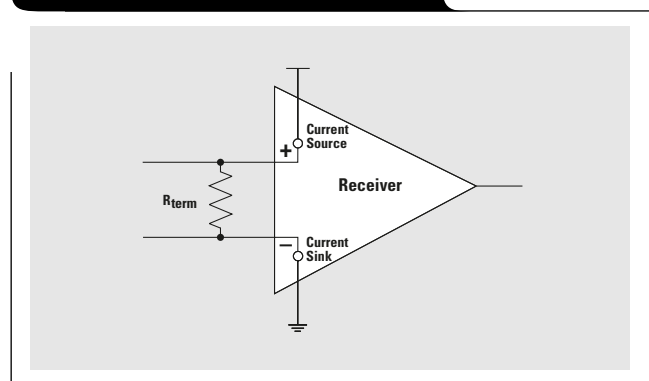 Current
Source
+
Receiver
Rterm
−
Current
Sink